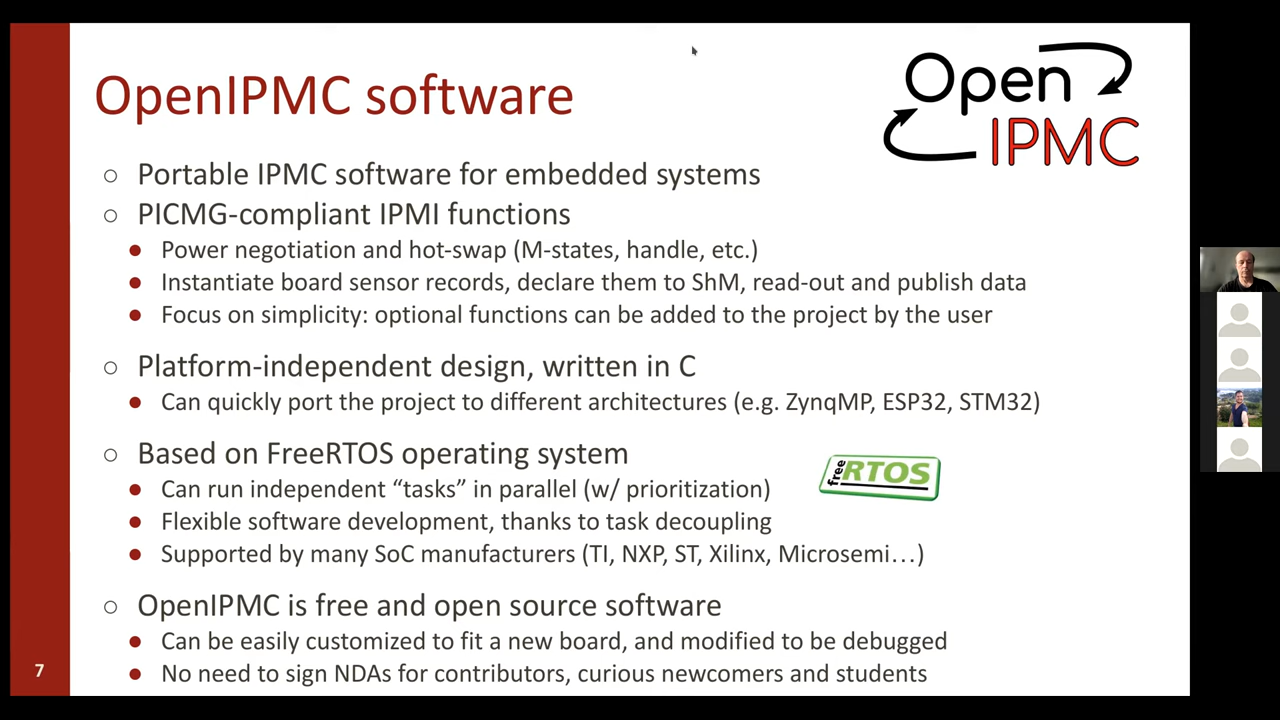 OpenIPMC software
Open
IPMC
○ Portable IPMC software for embedded systems
○ PICMG-compliant IPMI functions
● Power negotiation and hot-swap (M-states, handle, etc.)
● Instantiate board sensor records, declare them to ShM, read-out and publish data
● Focus on simplicity: optional functions can be added to the project by the user
○ Platform-independent design, written in C
● Can quickly port the project to different architectures (e.g. ZynqMP, ESP32, STM32)
○ Based on FreeRTOS operating system
free RTOS
● Can run independent “tasks” in parallel (w/ prioritization)
● Flexible software development, thanks to task decoupling
● Supported by many SoC manufacturers (TI, NXP, ST, Xilinx, Microsemi…)
○ OpenIPMC is free and open source software
● Can be easily customized to fit a new board, and modified to be debugged
● No need to sign NDAs for contributors, curious newcomers and students
7